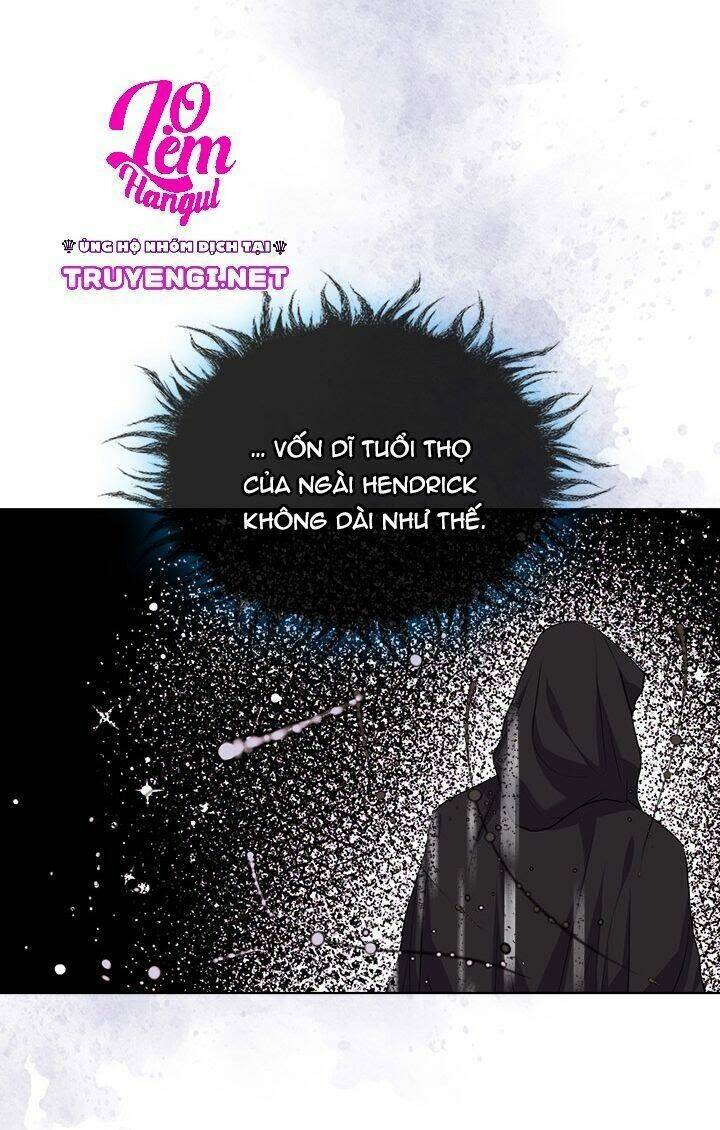 Lọ
Lem
Hangul
ỦNG HỘ NHÓM DỊCH TẠI
TRUYENGI.NET
... VỐN DĨ TUỔI THỌ
CỦA NGÀI HENDRICK
KHÔNG DÀI NHƯ THẾ.